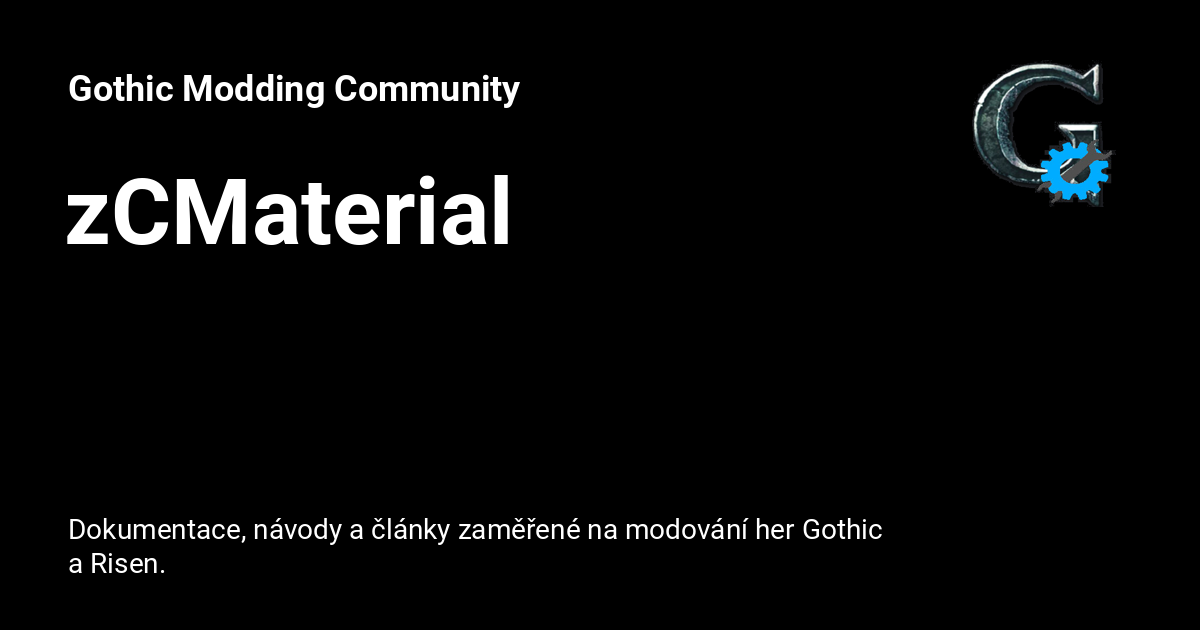 Gothic Modding Community
zCMaterial
Dokumentace, návody a články zaměřené na modování her Gothic
a Risen.